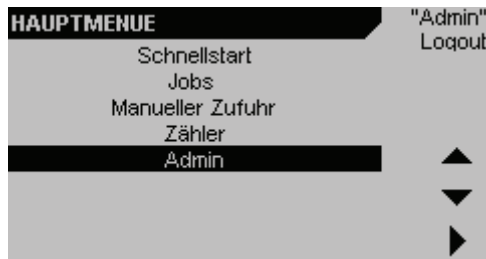 HAUPTMENUE
"Admin"
Logout
Schnellstart
Jobs
Manueller Zufuhr
Zähler
Admin